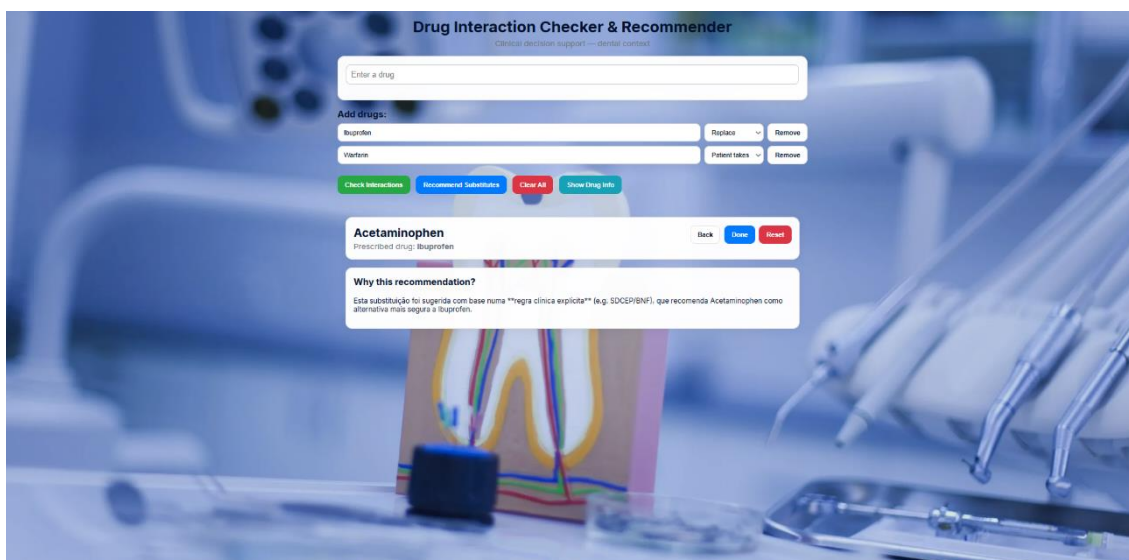 Drug Interaction Checker & Recommender
Clinical decision support — dental context
Enter a drug
Add drugs:
Ibuprofen Replace Remove
Warfarin Patient takes Remove
Check Interactions Recommend Substitutes Clear All Show Drug Info
Acetaminophen Back Done Reset
Prescribed drug: Ibuprofen
Why this recommendation?
Esta substituição foi sugerida com base numa **regra clínica explícita** (e.g. SDCEP/BNF), que recomenda Acetaminophen como
alternativa mais segura a Ibuprofen.